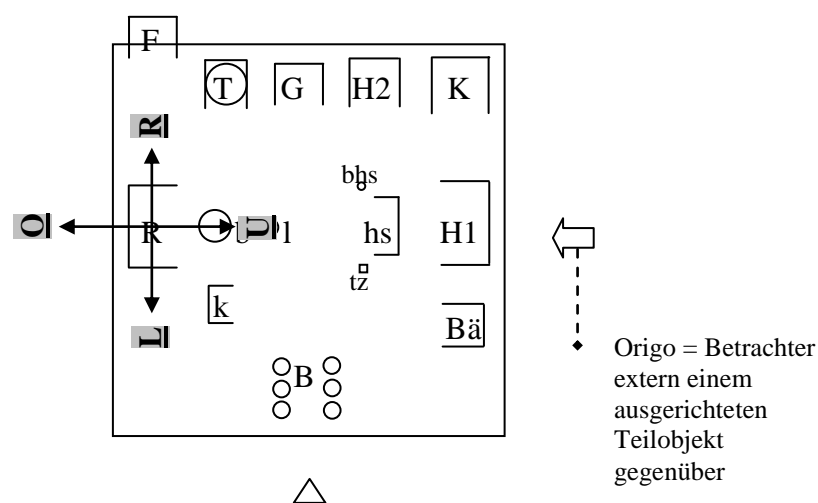 F
T G H2 K
R
bhs
O R U l hs H1
tz
k
L
Bä
B
Origo = Betrachter
extern einem
ausgerichteten
Teilobjekt
gegenüber